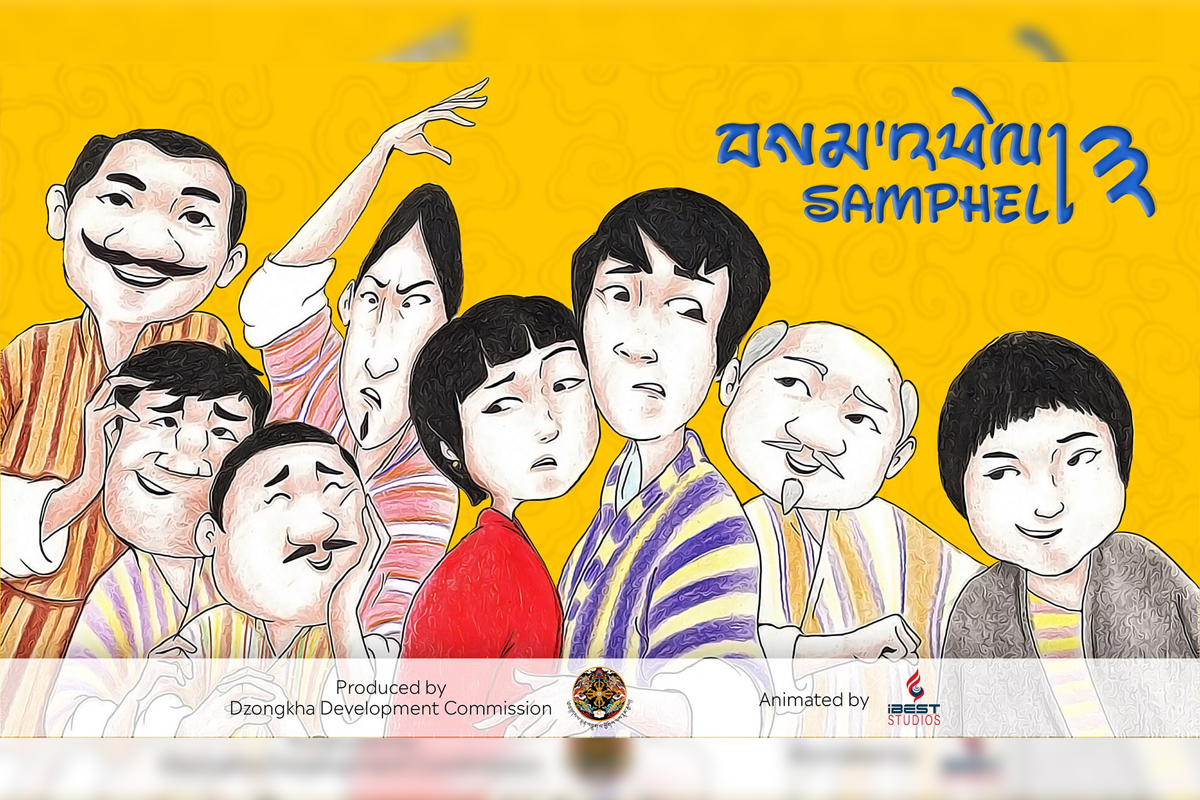 བསམ་འཕེལ། ༣
SAMPHEL
Produced by
Dzongkha Development Commission
Animated by
iBEST
STUDIOS